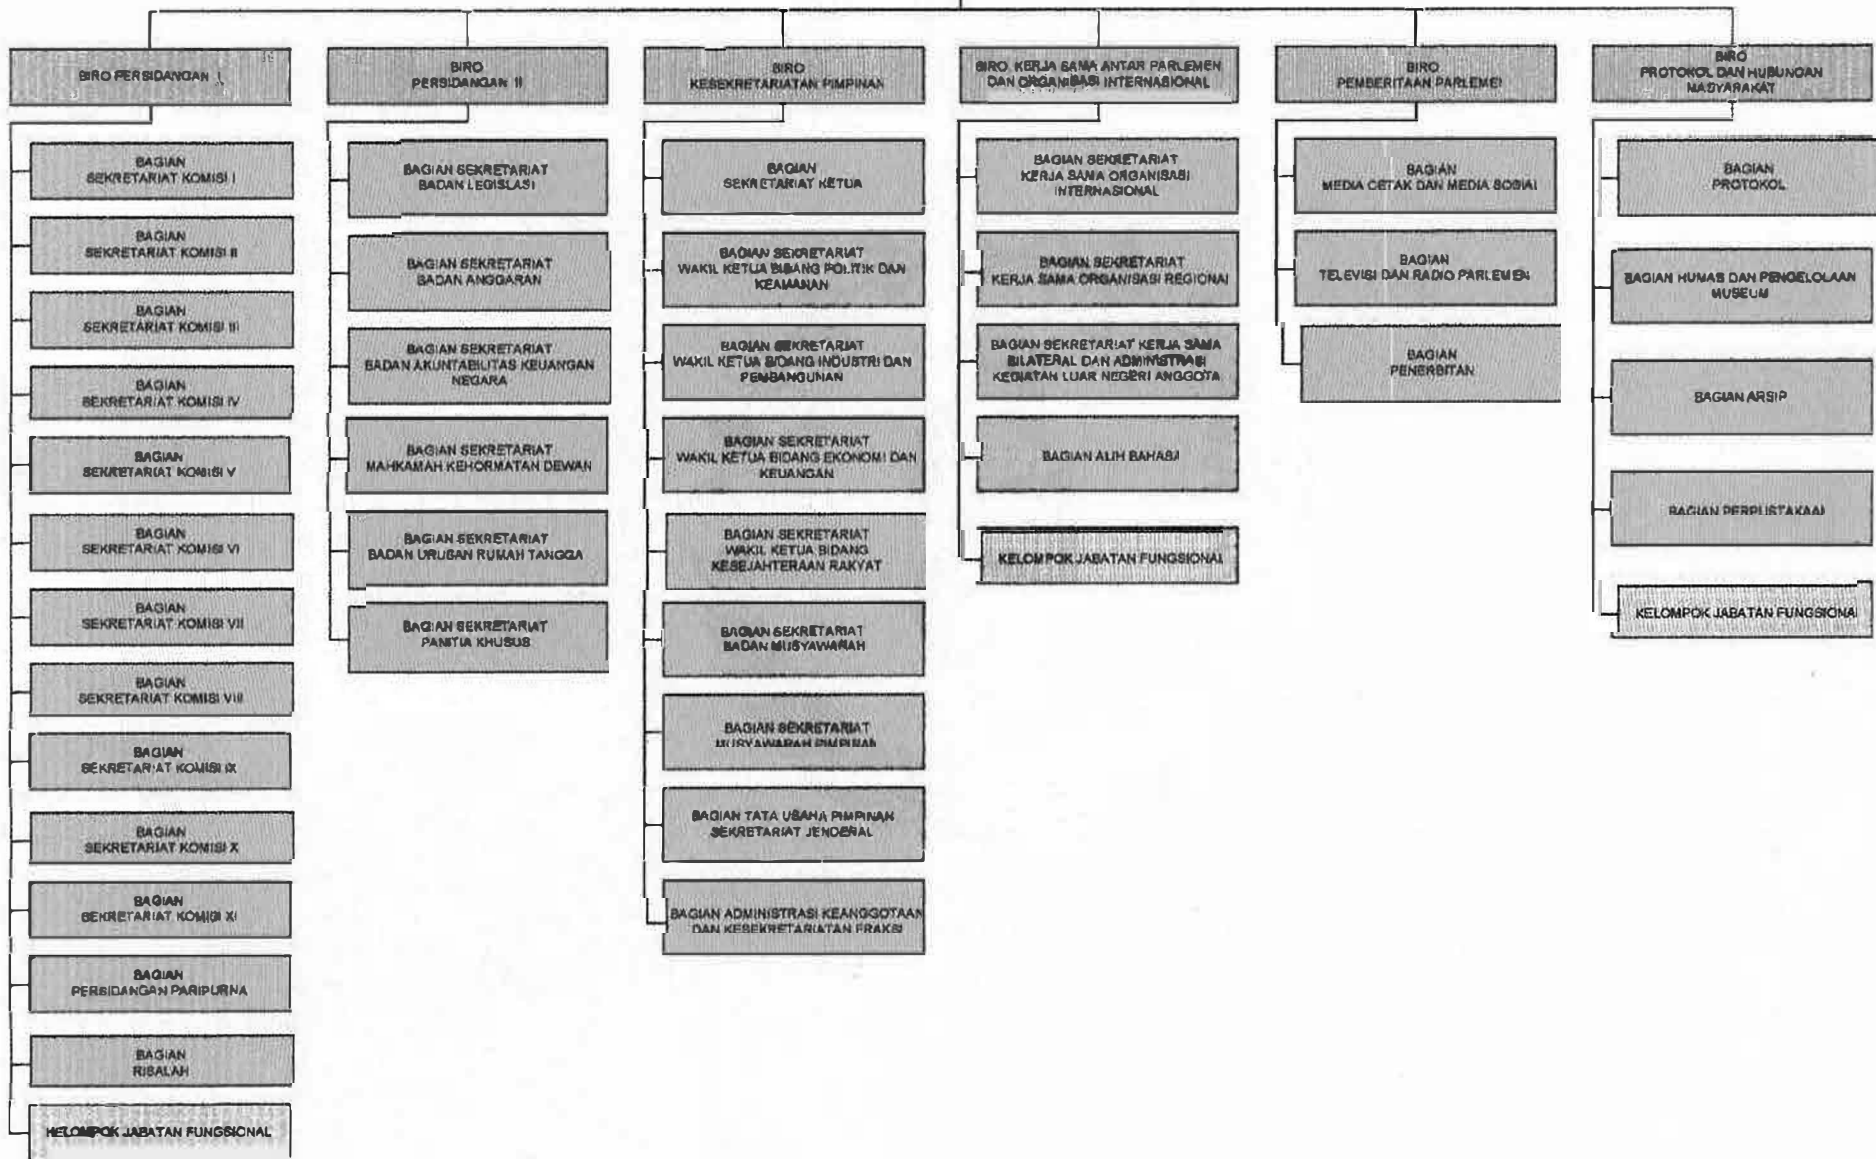 BIRO PERSIDANGAN I
BAGIAN
SEKRETARIAT KOMISI I
BAGIAN
SEKRETARIAT KOMISI II
BAGIAN
SEKRETARIAT KOMISI III
BAGIAN
SEKRETARIAT KOMISI IV
BAGIAN
SEKRETARIAT KOMISI V
BAGIAN
SEKRETARIAT KOMISI VI
BAGIAN
SEKRETARIAT KOMISI VII
BAGIAN
SEKRETARIAT KOMISI VIII
BAGIAN
SEKRETARIAT KOMISI IX
BAGIAN
SEKRETARIAT KOMISI X
BAGIAN
SEKRETARIAT KOMISI XI
BAGIAN
PERSIDANGAN PARIPURNA
BAGIAN
RISALAH
KELOMPOK JABATAN FUNGSIONAL
BIRO
PERSIDANGAN II
BAGIAN SEKRETARIAT
BADAN LEGISLASI
BAGIAN SEKRETARIAT
BADAN ANGGARAN
BAGIAN SEKRETARIAT
BADAN AKUNTABILITAS KEUANGAN
NEGARA
BAGIAN SEKRETARIAT
MAHKAMAH KEHORMATAN DEWAN
BAGIAN SEKRETARIAT
BADAN URUSAN RUMAH TANGGA
BAGIAN SEKRETARIAT
PANITIA KHUSUS
BIRO
KESEKRETARIATAN PIMPINAN
BAGIAN
SEKRETARIAT KETUA
BAGIAN SEKRETARIAT
WAKIL KETUA BIDANG POLITIK DAN
KEAMANAN
BAGIAN SEKRETARIAT
WAKIL KETUA BIDANG INDUSTRI DAN
PEMBANGUNAN
BAGIAN SEKRETARIAT
WAKIL KETUA BIDANG EKONOMI DAN
KEUANGAN
BAGIAN SEKRETARIAT
WAKIL KETUA BIDANG
KESEJAHTERAAN RAKYAT
BAGIAN SEKRETARIAT
BADAN MUSYAWARAH
BAGIAN SEKRETARIAT
MUSYAWARAH PIMPINAN
BAGIAN TATA USAHA PIMPINAN
SEKRETARIAT JENDERAL
BAGIAN ADMINISTRASI KEANGGOTAAN
DAN KESEKRETARIATAN FRAKSI
BIRO KERJA SAMA ANTAR PARLEMEN
DAN ORGANISASI INTERNASIONAL
BAGIAN SEKRETARIAT
KERJA SAMA ORGANISASI
INTERNASIONAL
BAGIAN SEKRETARIAT
KERJA SAMA ORGANISASI REGIONAL
BAGIAN SEKRETARIAT KERJA SAMA
BILATERAL DAN ADMINISTRASI
KEGIATAN LUAR NEGERI ANGGOTA
BAGIAN ALIH BAHASA
KELOMPOK JABATAN FUNGSIONAL
BIRO
PEMBERITAAN PARLEMEN
BAGIAN
MEDIA CETAK DAN MEDIA SOSIAL
BAGIAN
TELEVISI DAN RADIO PARLEMEN
BAGIAN
PENERBITAN
BIRO
PROTOKOL DAN HUBUNGAN
MASYARAKAT
BAGIAN
PROTOKOL
BAGIAN HUMAS DAN PENGELOLAAN
MUSEUM
BAGIAN ARSIP
BAGIAN PERPUSTAKAAN
KELOMPOK JABATAN FUNGSIONAL